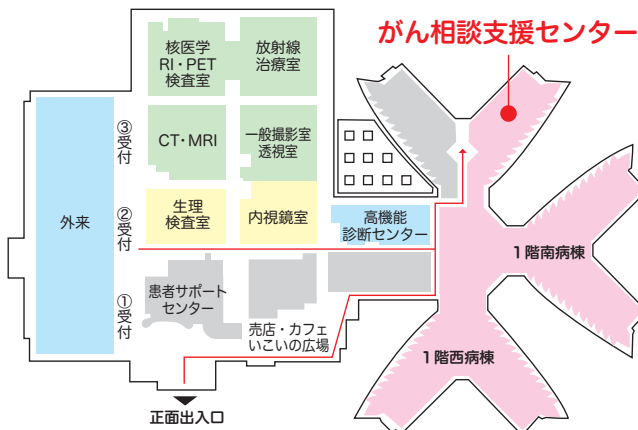 がん相談支援センター
核医学
RI・PET
検査室
放射線
治療室
CT・MRI
一般撮影室
透視室
③受付
②受付
①受付
外来
生理
検査室
内視鏡室
高機能
診断センター
1階南病棟
患者サポート
センター
売店・カフェ
いこいの広場
1階西病棟
正面出入口